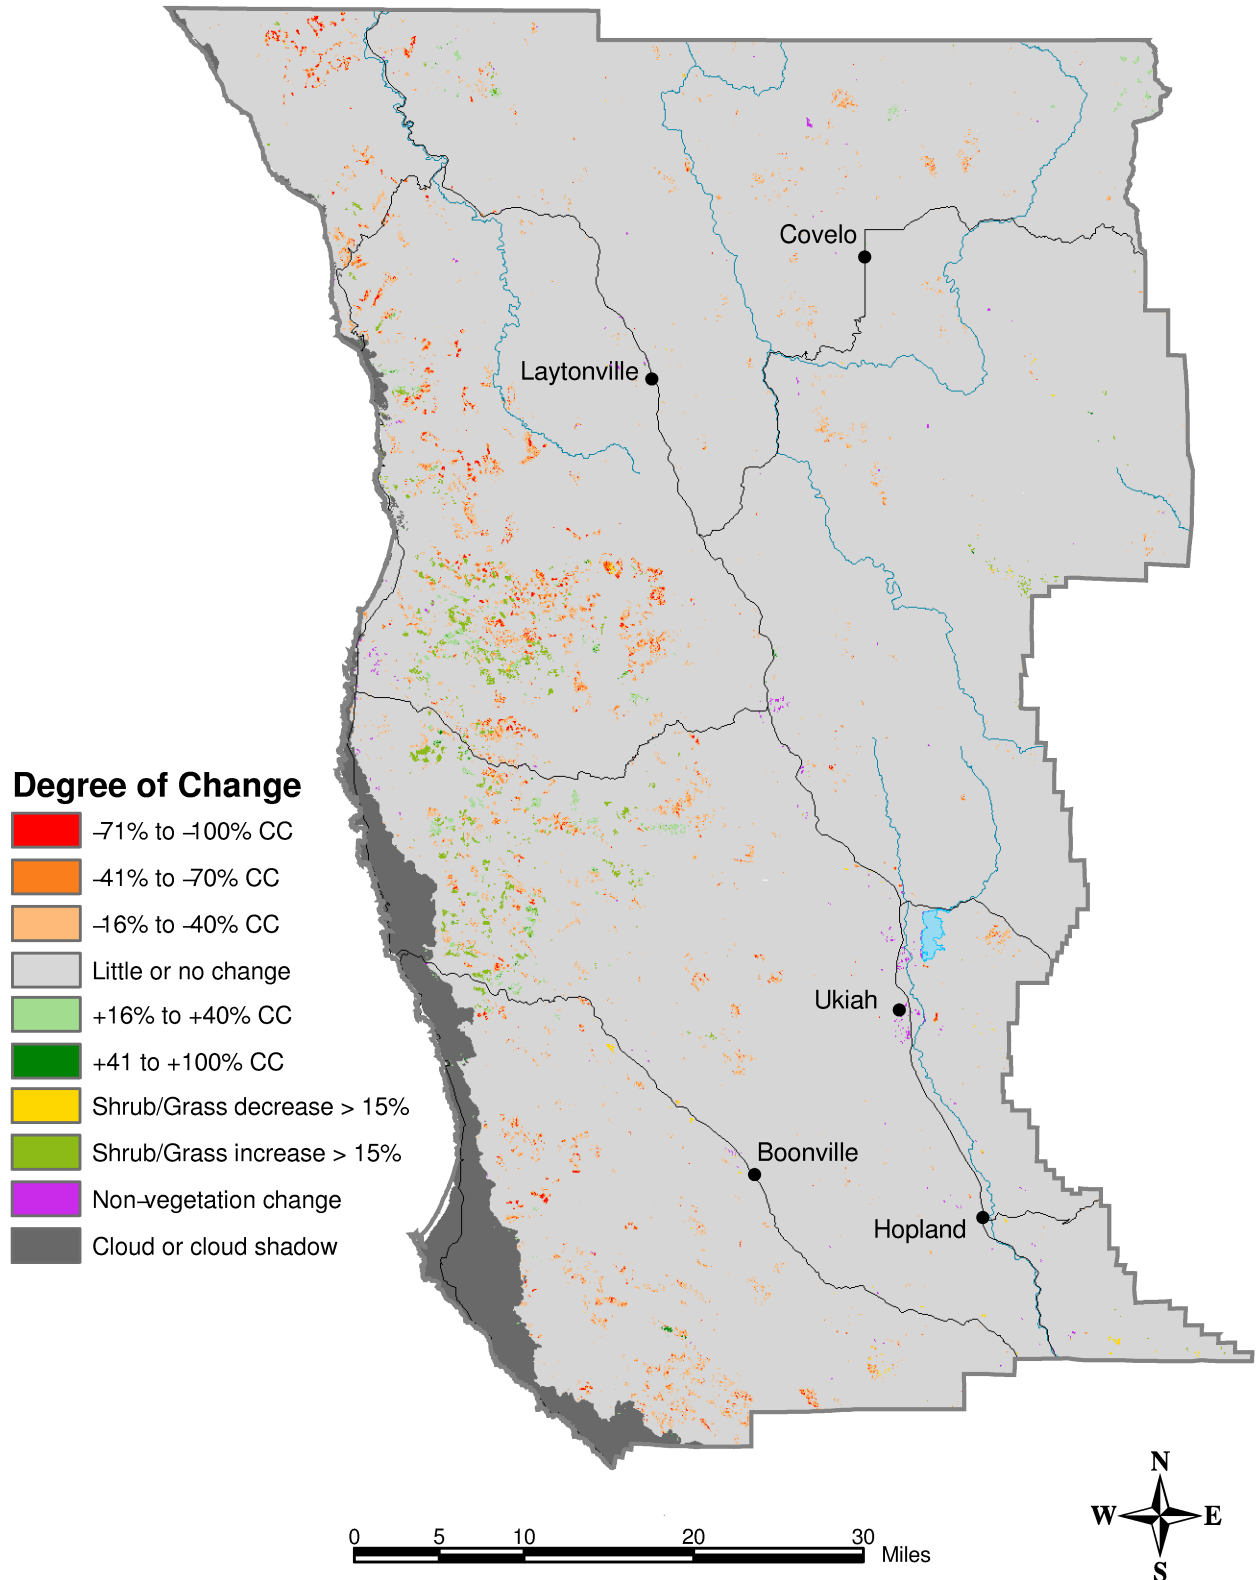 Covelo
Laytonville
Degree of Change
–71% to –100% CC
-41% to –70% CC
–16% to –40% CC
Little or no change
+16% to +40% CC
+41 to +100% CC
Shrub/Grass decrease > 15%
Shrub/Grass increase > 15%
Non–vegetation change
Cloud or cloud shadow
Ukiah
Boonville
Hopland
N
W E
S
0 5 10 20 30
Miles